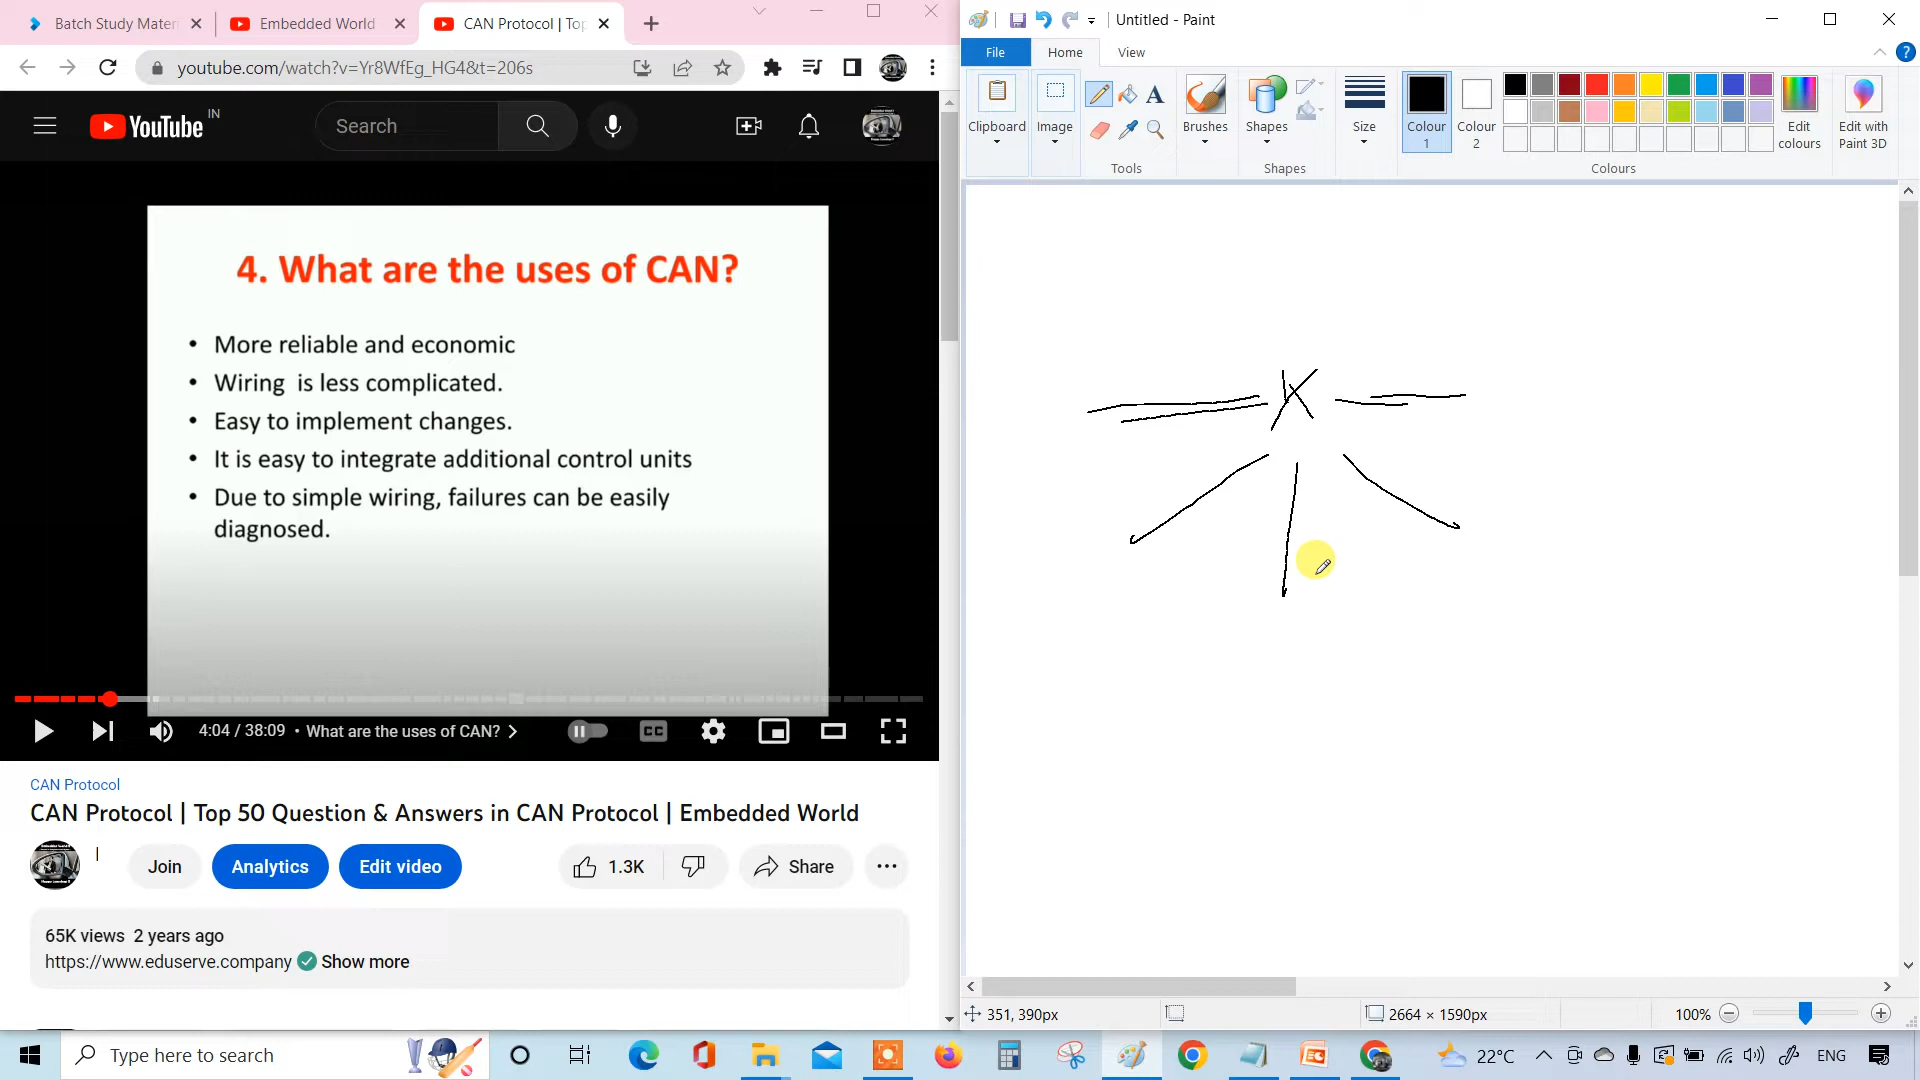 Batch Study Mater
Embedded World
CAN Protocol | Top
youtube.com/watch?v=Yr8WfEg_HG4&t=206s
YouTube IN
Search
4. What are the uses of CAN?
• More reliable and economic
• Wiring is less complicated.
• Easy to implement changes.
• It is easy to integrate additional control units
• Due to simple wiring, failures can be easily
diagnosed.
4:04 / 38:09 • What are the uses of CAN?
CC
CAN Protocol
CAN Protocol | Top 50 Question & Answers in CAN Protocol | Embedded World
Join
Analytics
Edit video
1.3K
Share
65K views 2 years ago
https://www.eduserve.company
Show more
Untitled - Paint
File
Home
View
Clipboard
Image
A
Tools
Brushes
Shapes
Shapes
Size
Colour
1
Colour
2
Edit
colours
Colours
Edit with
Paint 3D
K
351, 390px
2664 × 1590px
100%
Type here to search
22°C
ENG